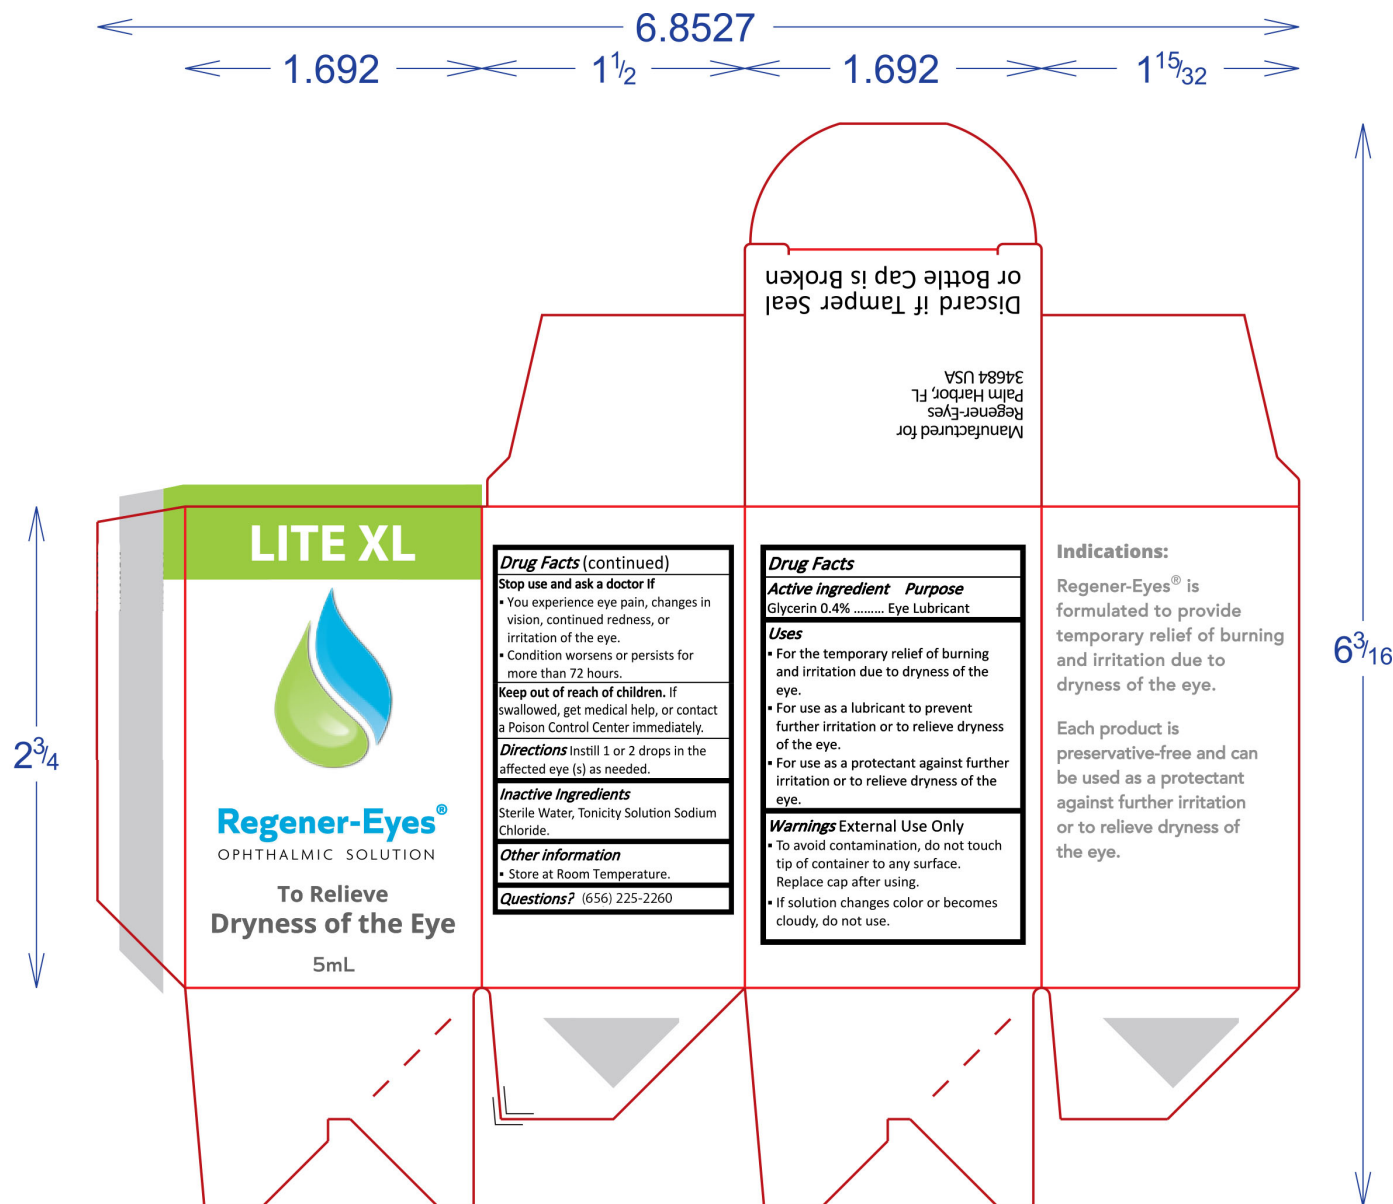 6.8527
1.692
1 1/2
1.692
1 15/32
2 3/4
6 3/16
Discard if Tamper Seal
or Bottle Cap is Broken
Manufactured for
Regener-Eyes
Palm Harbor, FL
34684 USA
LITE XL
Regener-Eyes®
OPHTHALMIC SOLUTION
To Relieve
Dryness of the Eye
5mL
Drug Facts (continued)
Stop use and ask a doctor If
▪ You experience eye pain, changes in
vision, continued redness, or
irritation of the eye.
▪ Condition worsens or persists for
more than 72 hours.
Keep out of reach of children. If
swallowed, get medical help, or contact
a Poison Control Center immediately.
Directions Instill 1 or 2 drops in the
affected eye (s) as needed.
Inactive Ingredients
Sterile Water, Tonicity Solution Sodium
Chloride.
Other information
▪ Store at Room Temperature.
Questions? (656) 225-2260
Drug Facts
Active ingredient Purpose
Glycerin 0.4% ......... Eye Lubricant
Uses
▪ For the temporary relief of burning
and irritation due to dryness of the
eye.
▪ For use as a lubricant to prevent
further irritation or to relieve dryness
of the eye.
▪ For use as a protectant against further
irritation or to relieve dryness of the
eye.
Warnings External Use Only
▪ To avoid contamination, do not touch
tip of container to any surface.
Replace cap after using.
▪ If solution changes color or becomes
cloudy, do not use.
Indications:
Regener-Eyes® is
formulated to provide
temporary relief of burning
and irritation due to
dryness of the eye.
Each product is
preservative-free and can
be used as a protectant
against further irritation
or to relieve dryness of
the eye.